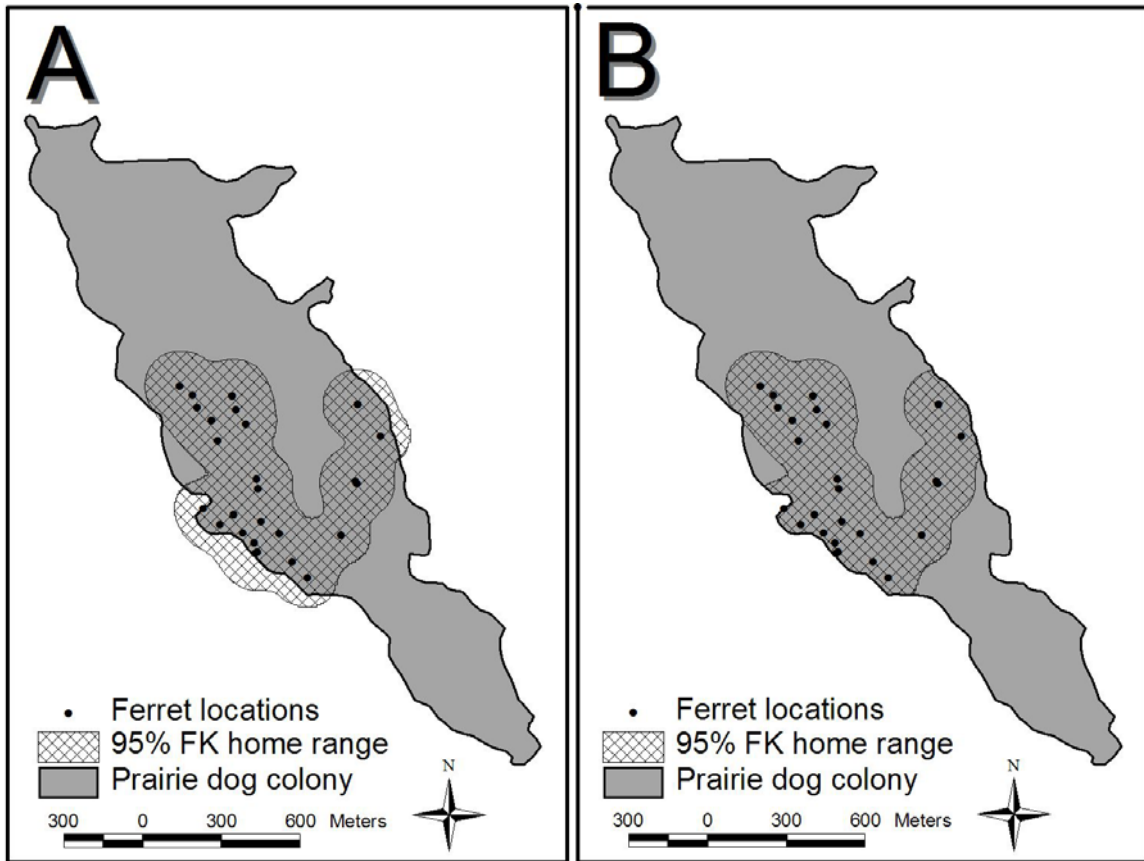 A
Ferret locations
95% FK home range
Prairie dog colony
N
300 0 300 600 Meters
B
Ferret locations
95% FK home range
Prairie dog colony
N
300 0 300 600 Meters